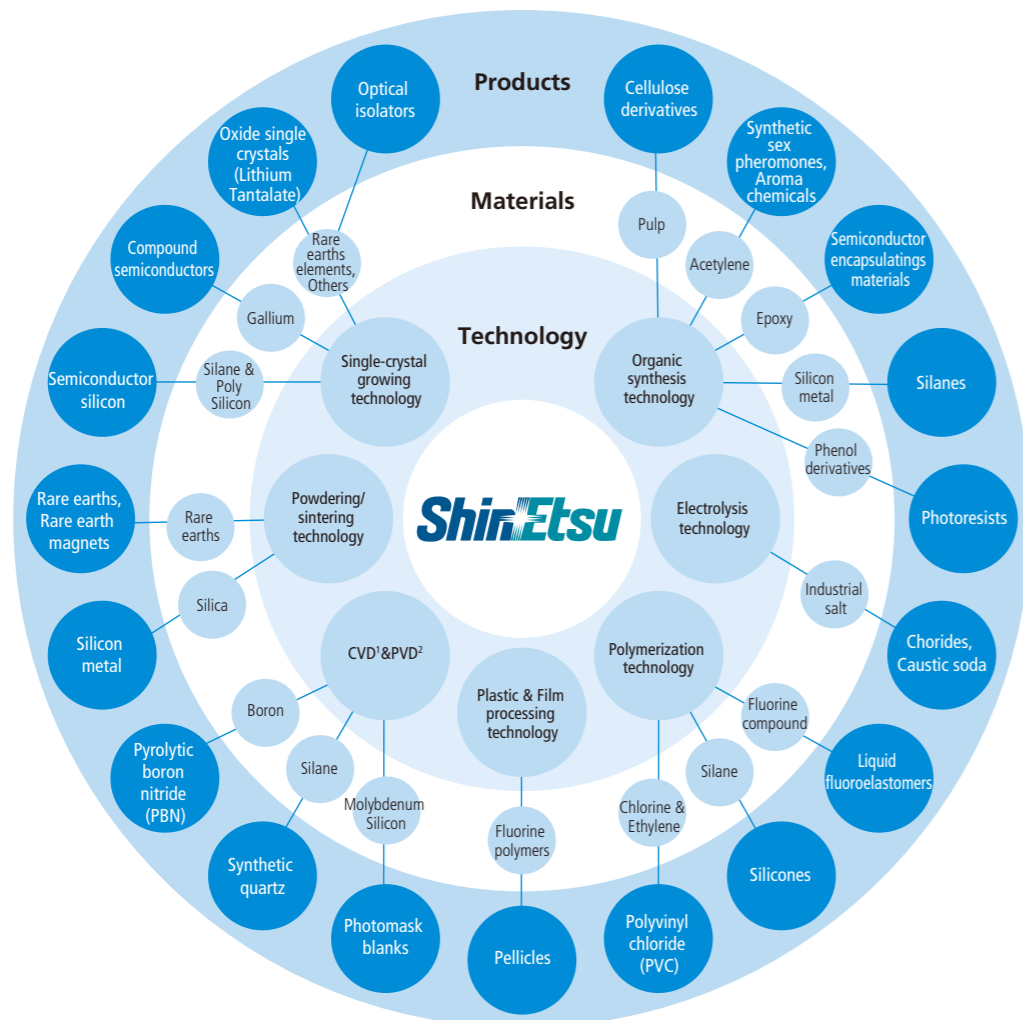 Products
Optical
isolators
Cellulose
derivatives
Oxide single
crystals
(Lithium
Tantalate)
Synthetic
sex
pheromones,
Aroma
chemicals
Materials
Compound
semiconductors
Rare
earths
elements,
Others
Pulp
Acetylene
Semiconductor
encapsulatings
materials
Gallium
Epoxy
Technology
Semiconductor
silicon
Silane &
Poly
Silicon
Single-crystal
growing
technology
Organic
synthesis
technology
Silicon
metal
Silanes
Phenol
derivatives
Rare earths,
Rare earth
magnets
Rare
earths
Powdering/
sintering
technology
ShinEtsu
Electrolysis
technology
Photoresists
Silica
Industrial
salt
Silicon
metal
CVD¹&PVD²
Polymerization
technology
Chorides,
Caustic soda
Boron
Plastic & Film
processing
technology
Fluorine
compound
Pyrolytic
boron
nitride
(PBN)
Silane
Silane
Liquid
fluoroelastomers
Molybdenum
Silicon
Chlorine &
Ethylene
Fluorine
polymers
Synthetic
quartz
Silicones
Photomask
blanks
Pellicles
Polyvinyl
chloride
(PVC)